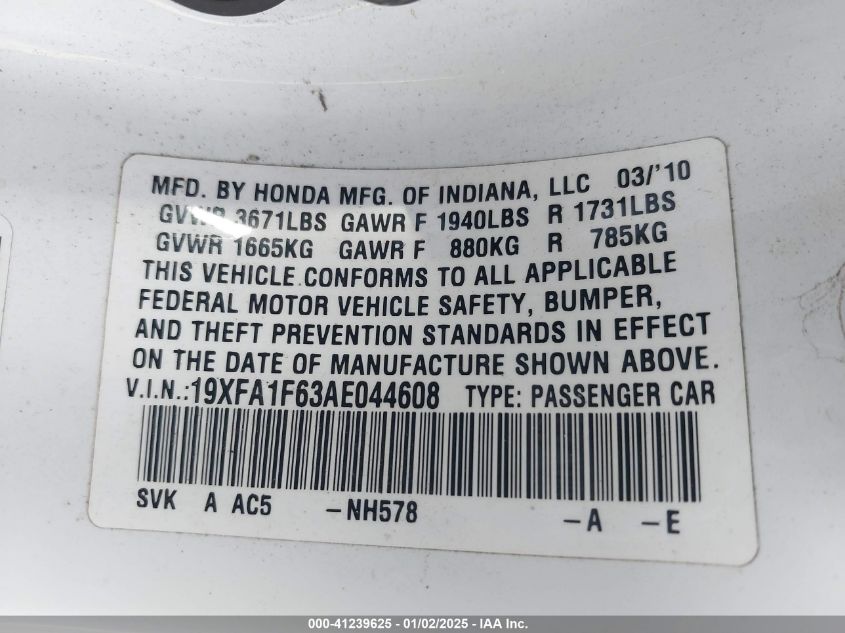 MFD. BY HONDA MFG. OF INDIANA, LLC 03/'10
GVWR 3671LBS GAWR F 1940LBS R 1731LBS
GVWR 1665KG GAWR F 880KG R 785KG
THIS VEHICLE CONFORMS TO ALL APPLICABLE
FEDERAL MOTOR VEHICLE SAFETY, BUMPER,
AND THEFT PREVENTION STANDARDS IN EFFECT
ON THE DATE OF MANUFACTURE SHOWN ABOVE.
V.I.N.:19XFA1F63AE044608 TYPE: PASSENGER CAR
SVK A AC5 -NH578 -A -E
000-41239625 - 01/02/2025 - IAA Inc.